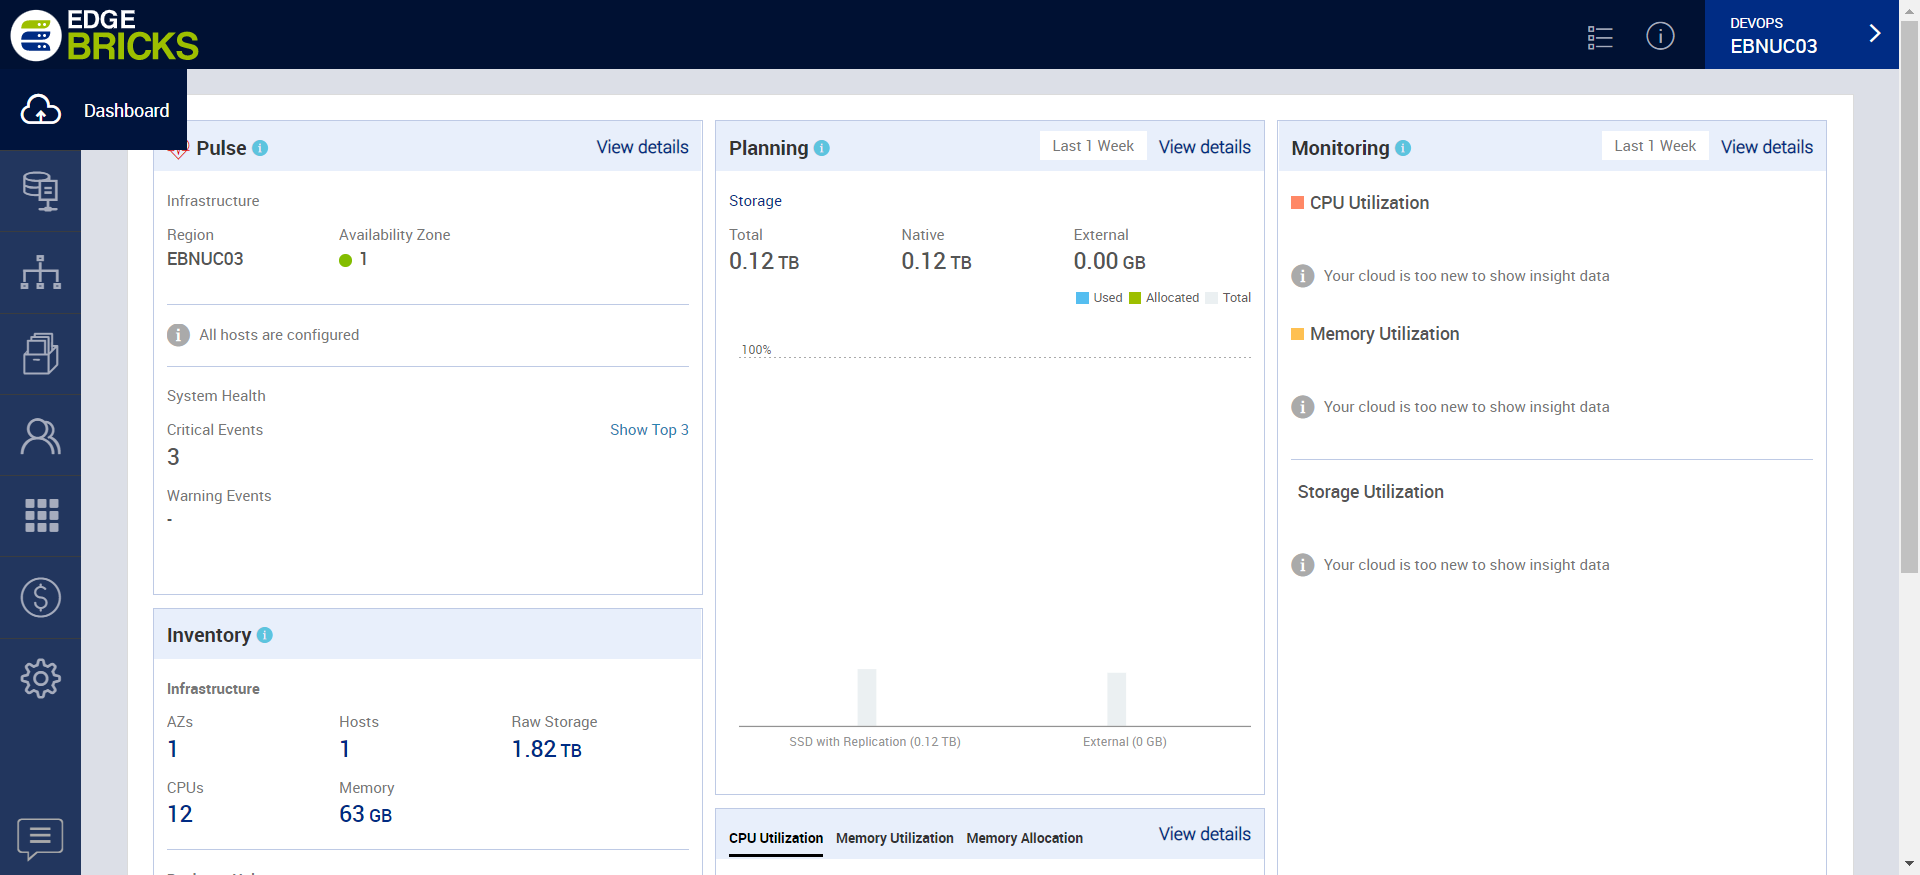 EDGE
BRICKS
DEVOPS
EBNUC03
Dashboard
Pulse
View details
Infrastructure
Region
Availability Zone
EBNUC03
1
All hosts are configured
System Health
Critical Events
Show Top 3
3
Warning Events
-
Inventory
Infrastructure
AZs
Hosts
Raw Storage
1
1
1.82 TB
CPUs
Memory
12
63 GB
Planning
Last 1 Week
View details
Storage
Total
Native
External
0.12 TB
0.12 TB
0.00 GB
Used
Allocated
Total
100%
SSD with Replication (0.12 TB)
External (0 GB)
CPU Utilization
Memory Utilization
Memory Allocation
View details
Monitoring
Last 1 Week
View details
CPU Utilization
Your cloud is too new to show insight data
Memory Utilization
Your cloud is too new to show insight data
Storage Utilization
Your cloud is too new to show insight data